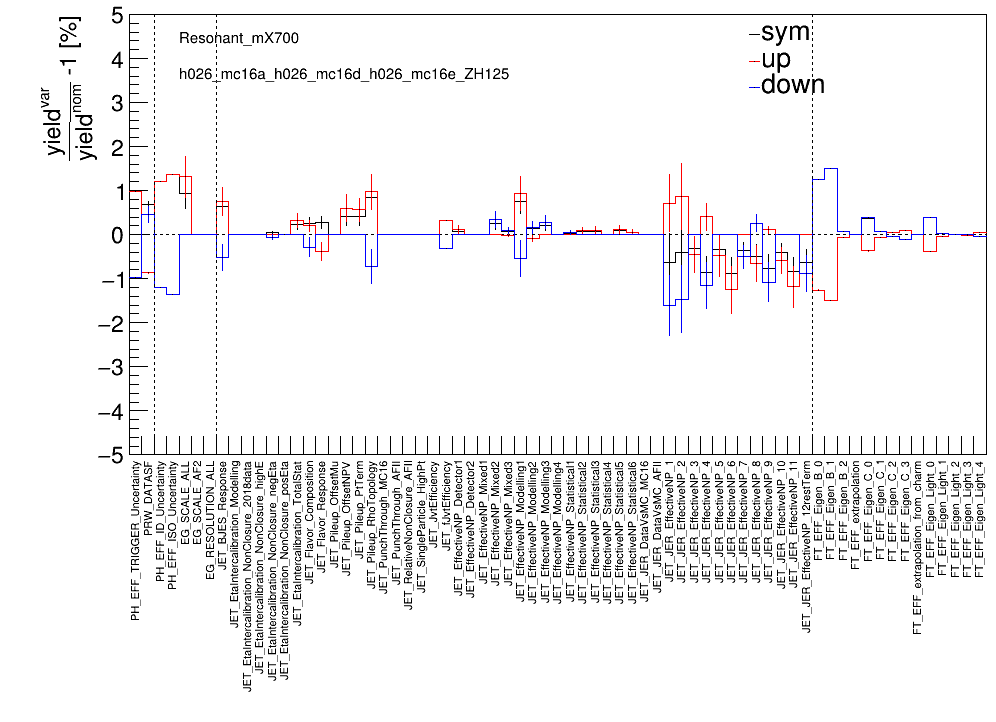 yield^var / yield^nom -1 [%]
5
4
3
2
1
0
−1
−2
−3
−4
−5
Resonant_mX700
h026_mc16a_h026_mc16d_h026_mc16e_ZH125
sym
up
down
PH_EFF_TRIGGER_Uncertainty
PRW_DATASF
PH_EFF_ID_Uncertainty
PH_EFF_ISO_Uncertainty
EG_SCALE_ALL
EG_SCALE_AF2
EG_RESOLUTION_ALL
JET_BJES_Response
JET_EtaIntercalibration_Modelling
JET_EtaIntercalibration_NonClosure_2018data
JET_EtaIntercalibration_NonClosure_highE
JET_EtaIntercalibration_NonClosure_negEta
JET_EtaIntercalibration_NonClosure_posEta
JET_EtaIntercalibration_TotalStat
JET_Flavor_Composition
JET_Flavor_Response
JET_Pileup_OffsetMu
JET_Pileup_OffsetNPV
JET_Pileup_PtTerm
JET_Pileup_RhoTopology
JET_PunchThrough_MC16
JET_PunchThrough_AFII
JET_RelativeNonClosure_AFII
JET_SingleParticle_HighPt
JET_JvtEfficiency
JET_fJvtEfficiency
JET_EffectiveNP_Detector1
JET_EffectiveNP_Detector2
JET_EffectiveNP_Mixed1
JET_EffectiveNP_Mixed2
JET_EffectiveNP_Mixed3
JET_EffectiveNP_Modelling1
JET_EffectiveNP_Modelling2
JET_EffectiveNP_Modelling3
JET_EffectiveNP_Modelling4
JET_EffectiveNP_Statistical1
JET_EffectiveNP_Statistical2
JET_EffectiveNP_Statistical3
JET_EffectiveNP_Statistical4
JET_EffectiveNP_Statistical5
JET_EffectiveNP_Statistical6
JET_JER_DataVsMC_MC16
JET_JER_DataVsMC_AFII
JET_JER_EffectiveNP_1
JET_JER_EffectiveNP_2
JET_JER_EffectiveNP_3
JET_JER_EffectiveNP_4
JET_JER_EffectiveNP_5
JET_JER_EffectiveNP_6
JET_JER_EffectiveNP_7
JET_JER_EffectiveNP_8
JET_JER_EffectiveNP_9
JET_JER_EffectiveNP_10
JET_JER_EffectiveNP_11
JET_JER_EffectiveNP_12restTerm
FT_EFF_Eigen_B_0
FT_EFF_Eigen_B_1
FT_EFF_Eigen_B_2
FT_EFF_extrapolation
FT_EFF_Eigen_C_0
FT_EFF_Eigen_C_1
FT_EFF_Eigen_C_2
FT_EFF_Eigen_C_3
FT_EFF_extrapolation_from_charm
FT_EFF_Eigen_Light_0
FT_EFF_Eigen_Light_1
FT_EFF_Eigen_Light_2
FT_EFF_Eigen_Light_3
FT_EFF_Eigen_Light_4